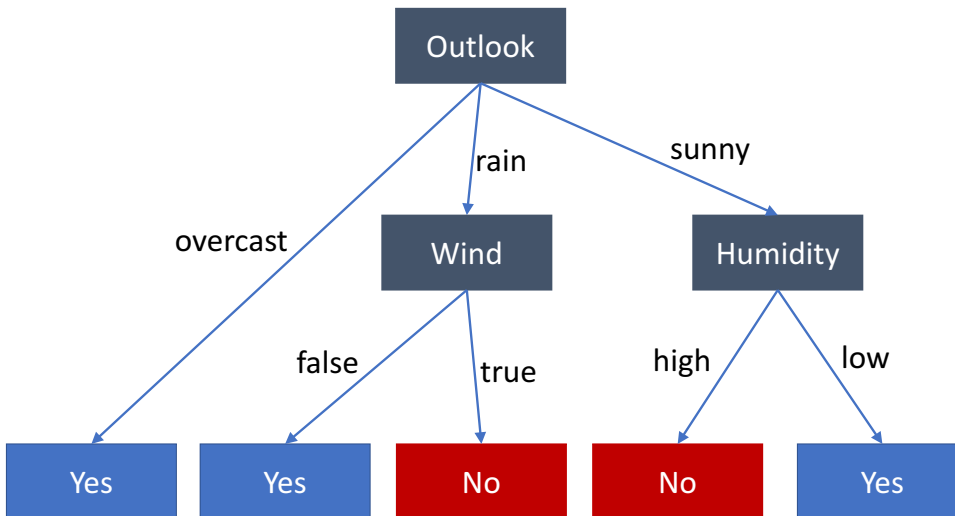 Outlook
rain
sunny
overcast
Wind
Humidity
false
true
high
low
Yes
Yes
No
No
Yes